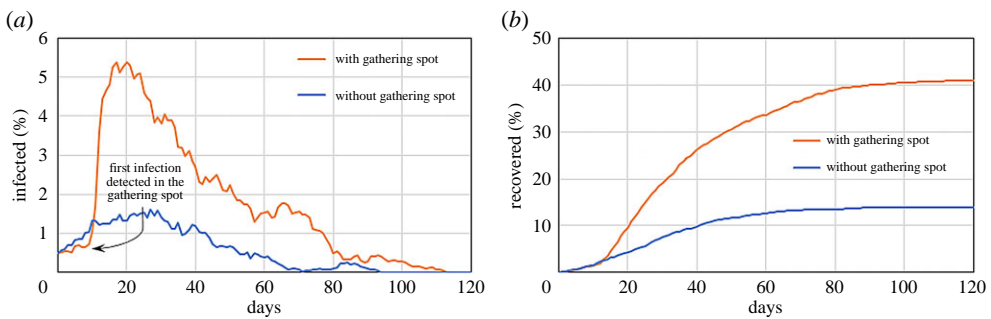 (a)
6
5
4
3
2
1
infected (%)
with gathering spot
without gathering spot
first infection
detected in the
gathering spot
0
20
40
60
80
100
120
days
(b)
50
40
30
20
10
recovered (%)
with gathering spot
without gathering spot
0
20
40
60
80
100
120
days